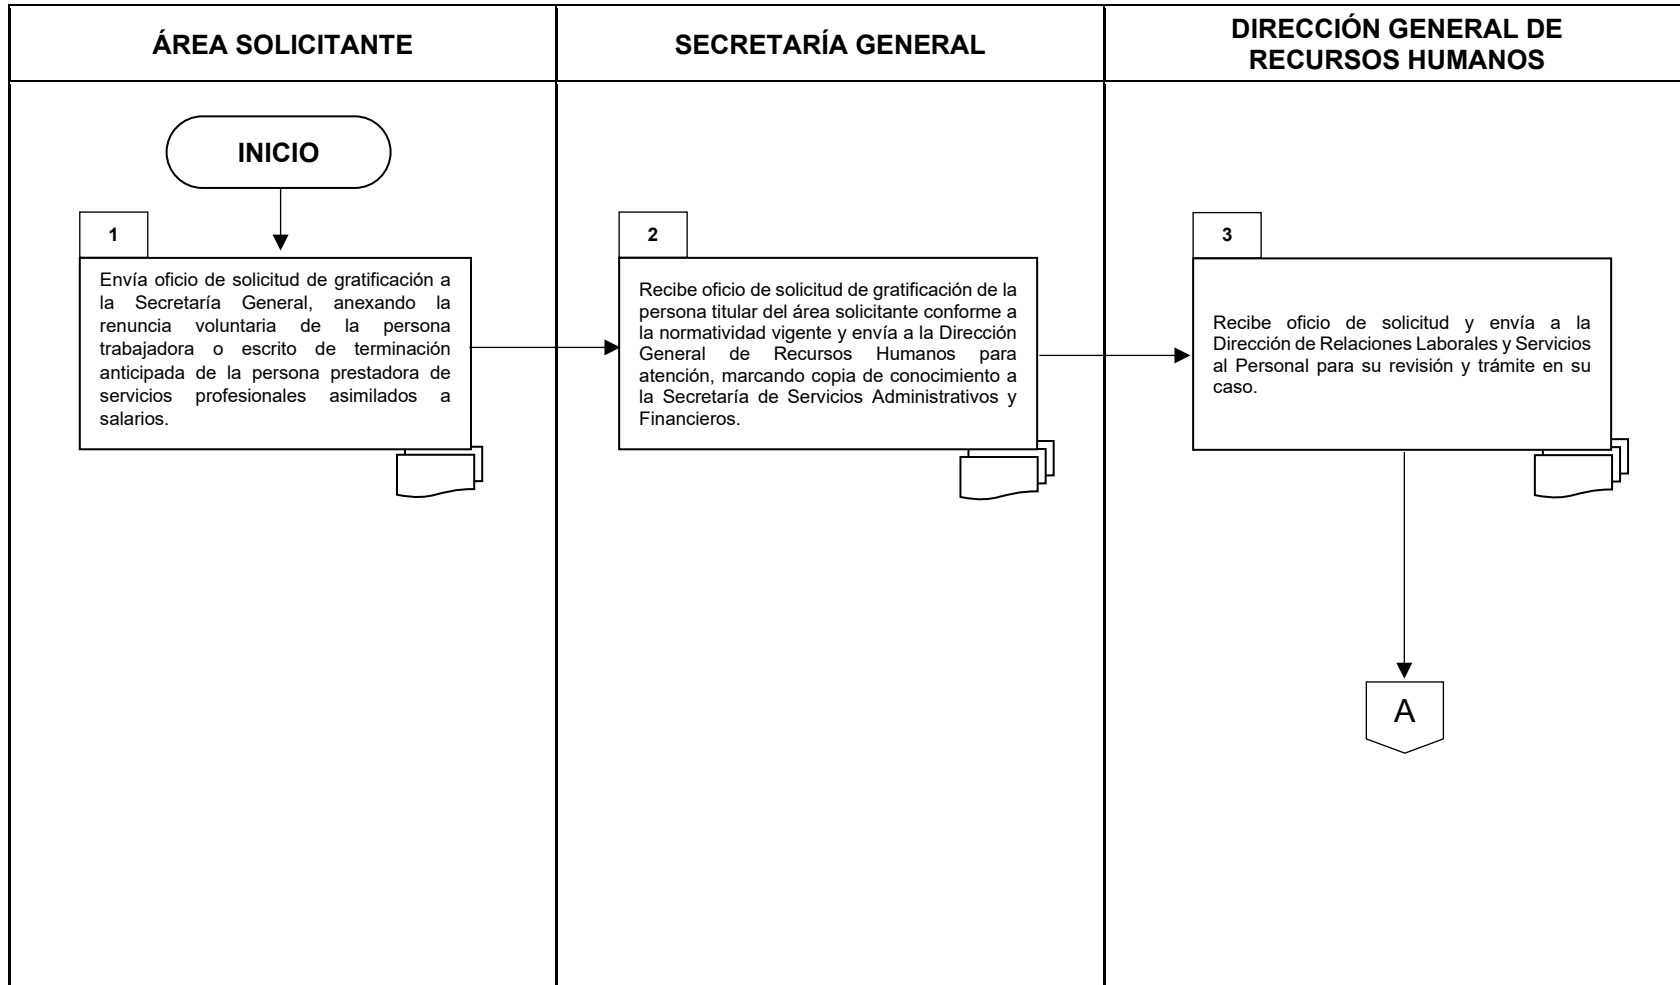 ÁREA SOLICITANTE
SECRETARÍA GENERAL
DIRECCIÓN GENERAL DE
RECURSOS HUMANOS
INICIO
1
Envía oficio de solicitud de gratificación a
la Secretaría General, anexando la
renuncia voluntaria de la persona
trabajadora o escrito de terminación
anticipada de la persona prestadora de
servicios profesionales asimilados a
salarios.
2
Recibe oficio de solicitud de gratificación de la
persona titular del área solicitante conforme a
la normatividad vigente y envía a la Dirección
General de Recursos Humanos para
atención, marcando copia de conocimiento a
la Secretaría de Servicios Administrativos y
Financieros.
3
Recibe oficio de solicitud y envía a la
Dirección de Relaciones Laborales y Servicios
al Personal para su revisión y trámite en su
caso.
A